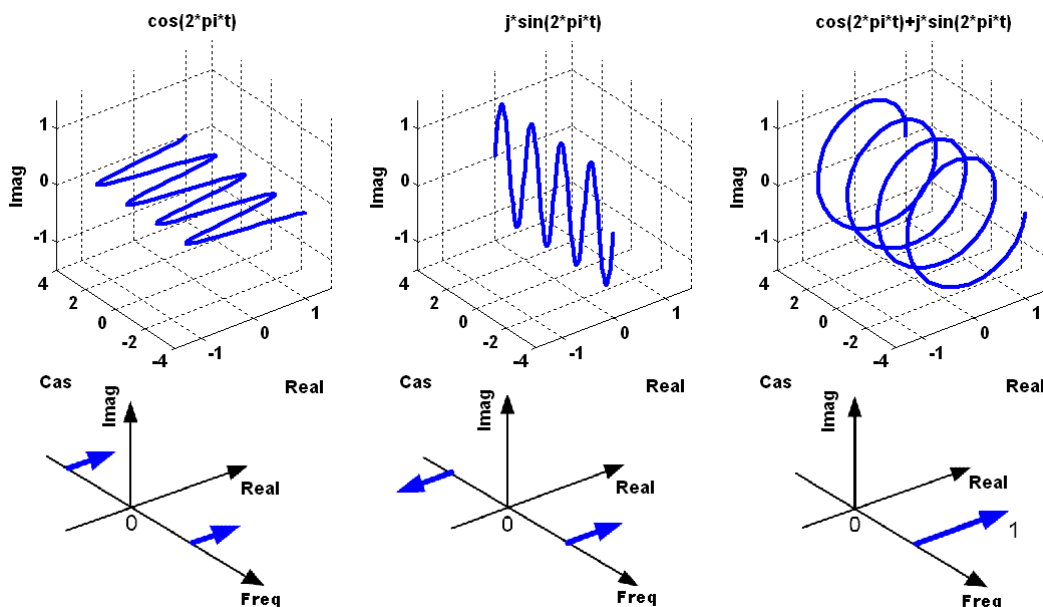 cos(2*pi*t)
j*sin(2*pi*t)
cos(2*pi*t)+j*sin(2*pi*t)
Imag
1
0
-1
4
2
0
-2
-4
-1
0
1
Cas
Real
Imag
1
0
-1
4
2
0
-2
-4
-1
0
1
Cas
Real
Imag
1
0
-1
4
2
0
-2
-4
-1
0
1
Cas
Real
Imag
Real
0
Freq
Imag
Real
0
Freq
Imag
Real
0
1
Freq